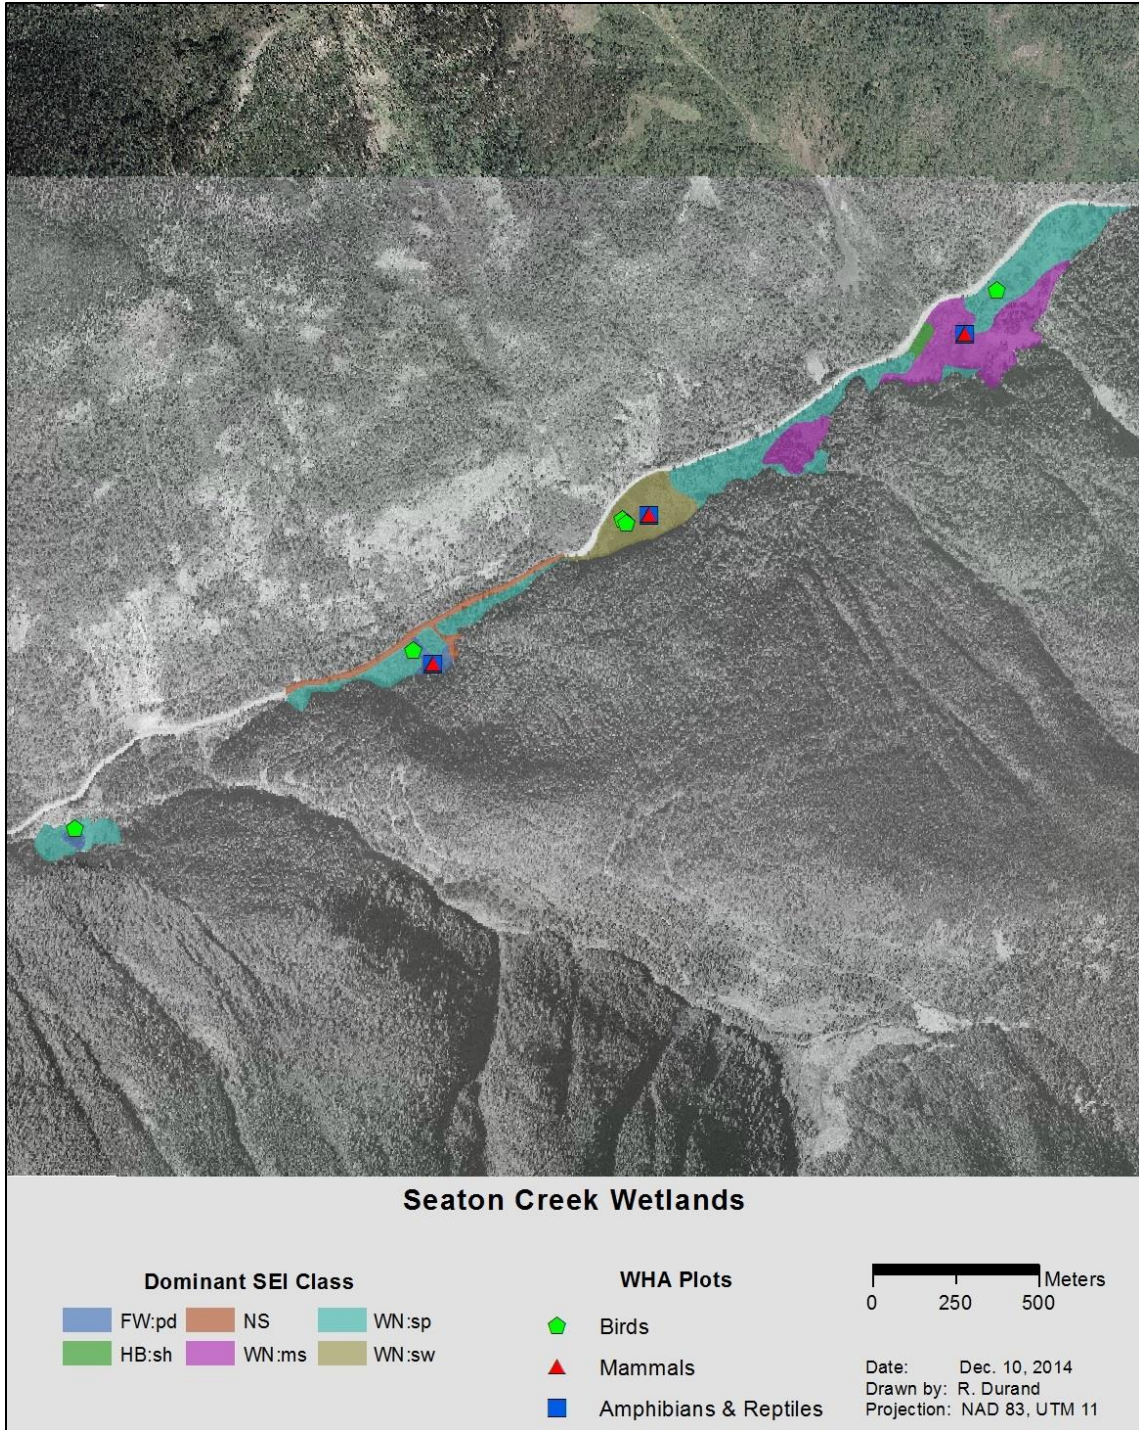 Seaton Creek Wetlands
Dominant SEI Class
FW:pd NS WN:sp
HB:sh WN:ms WN:sw
WHA Plots
Birds
Mammals
Amphibians & Reptiles
Meters
0 250 500
Date: Dec. 10, 2014
Drawn by: R. Durand
Projection: NAD 83, UTM 11